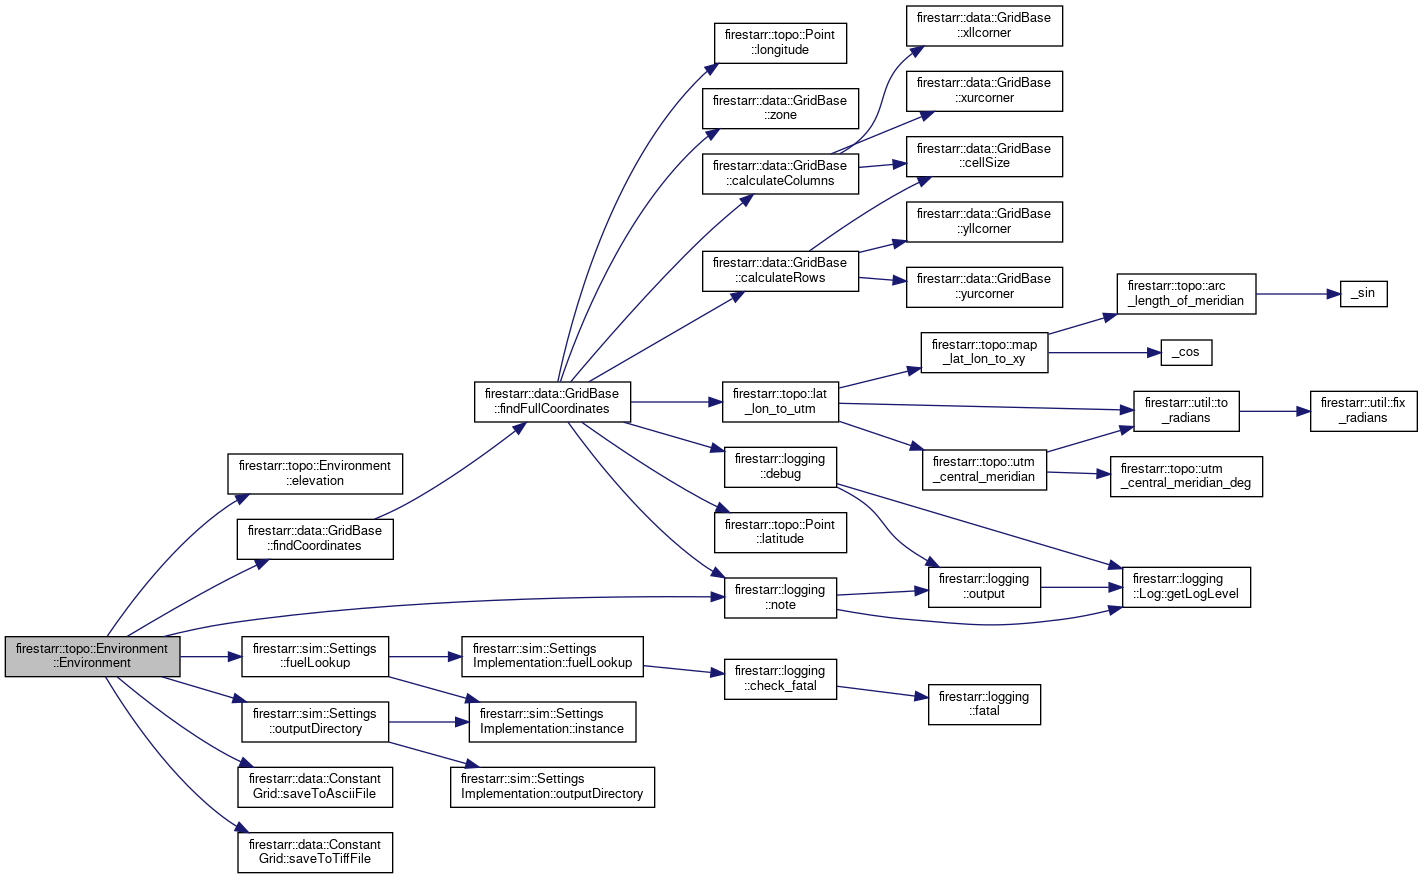 firestarr::topo::Environment
::Environment
firestarr::topo::Environment
::elevation
firestarr::data::GridBase
::findCoordinates
firestarr::sim::Settings
::fuelLookup
firestarr::sim::Settings
::outputDirectory
firestarr::data::Constant
Grid::saveToAsciiFile
firestarr::data::Constant
Grid::saveToTiffFile
firestarr::data::GridBase
::findFullCoordinates
firestarr::sim::Settings
Implementation::fuelLookup
firestarr::sim::Settings
Implementation::instance
firestarr::sim::Settings
Implementation::outputDirectory
firestarr::topo::Point
::longitude
firestarr::data::GridBase
::zone
firestarr::data::GridBase
::calculateColumns
firestarr::data::GridBase
::calculateRows
firestarr::topo::lat
_lon_to_utm
firestarr::logging
::debug
firestarr::topo::Point
::latitude
firestarr::logging
::note
firestarr::logging
::check_fatal
firestarr::data::GridBase
::xllcorner
firestarr::data::GridBase
::xurcorner
firestarr::data::GridBase
::cellSize
firestarr::data::GridBase
::yllcorner
firestarr::data::GridBase
::yurcorner
firestarr::topo::map
_lat_lon_to_xy
firestarr::topo::utm
_central_meridian
firestarr::logging
::output
firestarr::logging
::fatal
firestarr::topo::arc
_length_of_meridian
_cos
firestarr::util::to
_radians
firestarr::topo::utm
_central_meridian_deg
firestarr::logging
::Log::getLogLevel
_sin
firestarr::util::fix
_radians